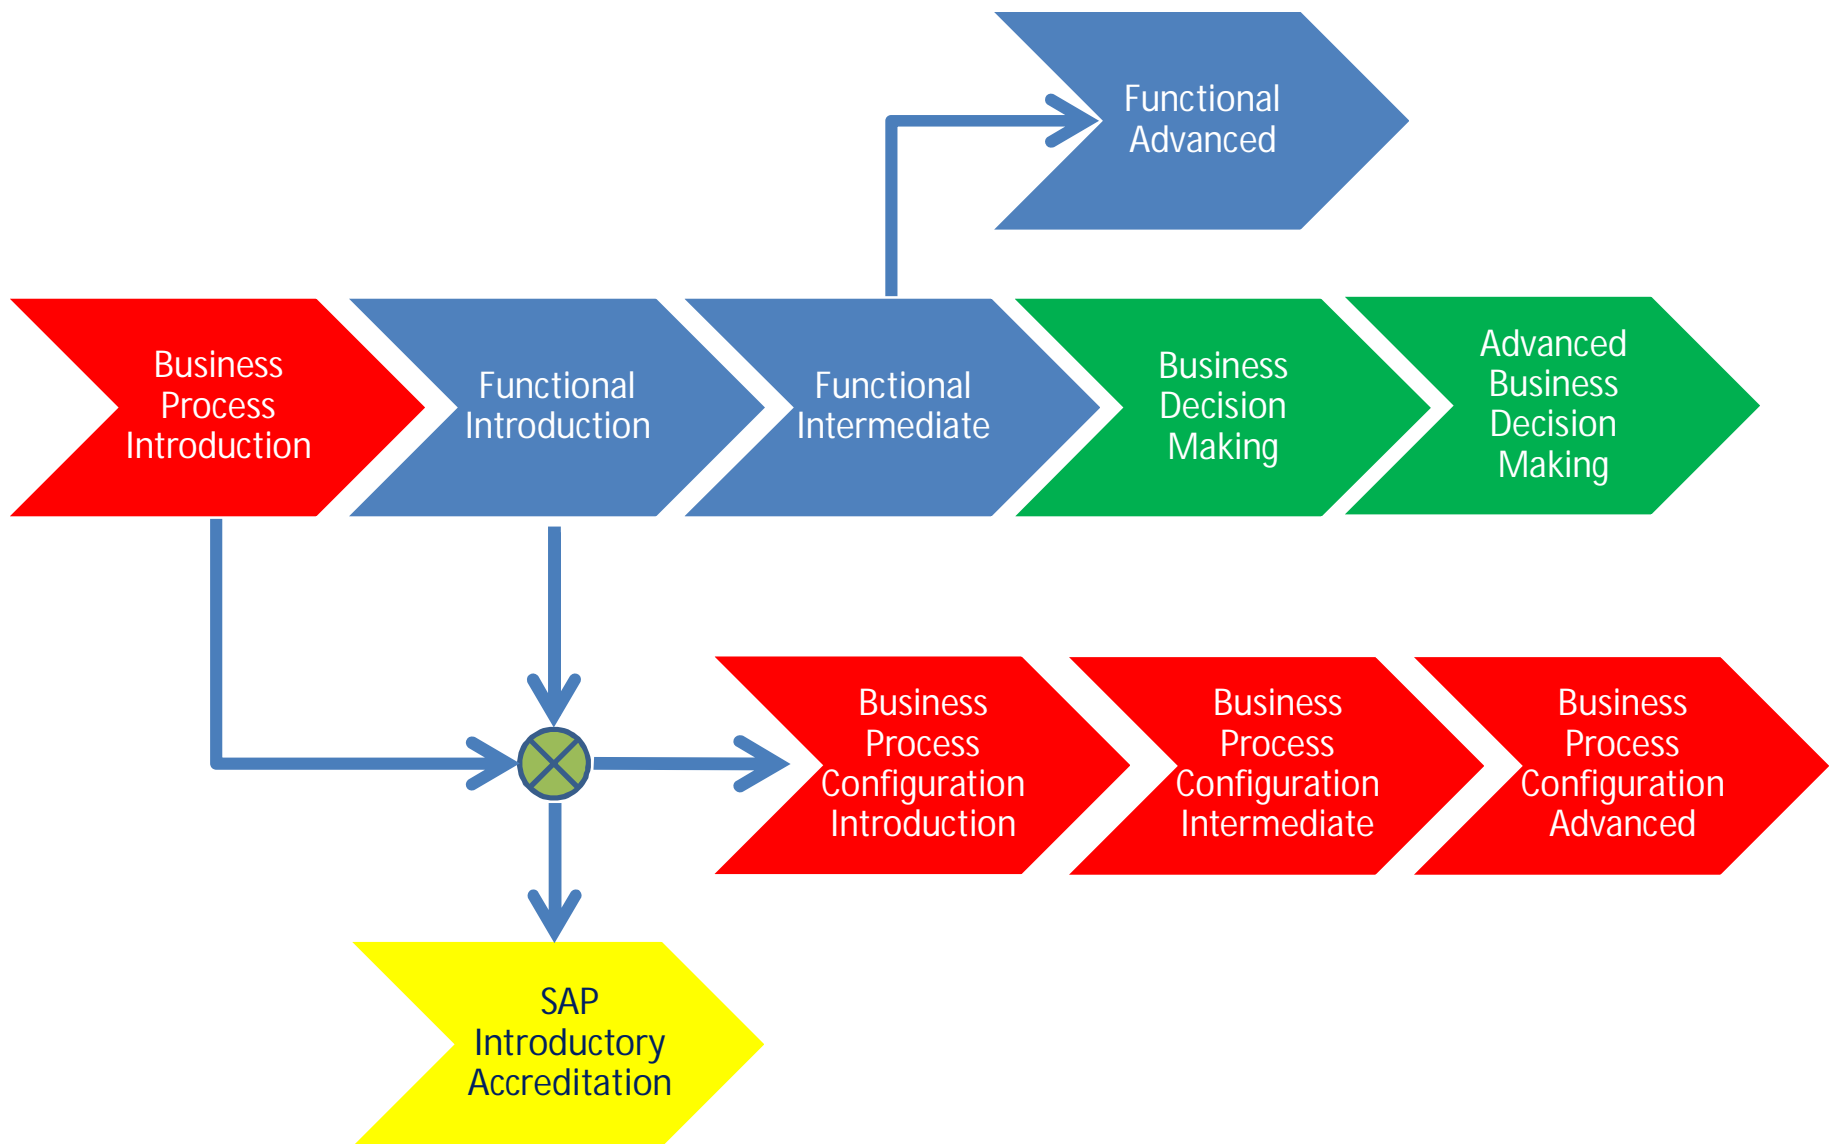 Functional
Advanced
Business
Process
Introduction
Functional
Introduction
Functional
Intermediate
Business
Decision
Making
Advanced
Business
Decision
Making
Business
Process
Configuration
Introduction
Business
Process
Configuration
Intermediate
Business
Process
Configuration
Advanced
SAP
Introductory
Accreditation